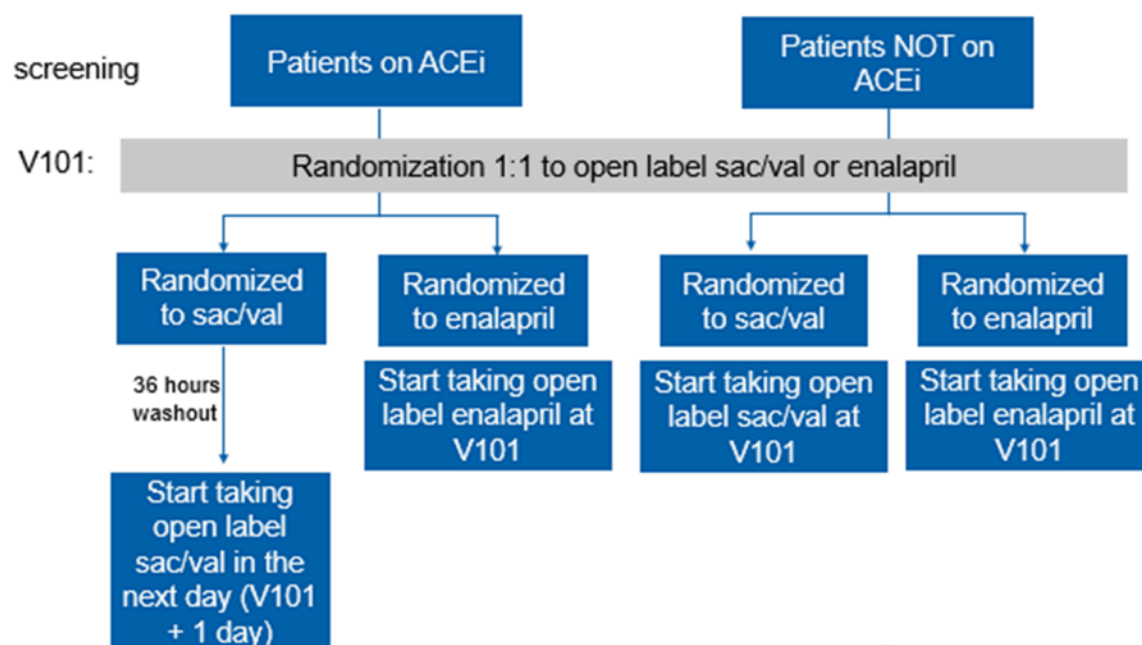 screening
Patients on ACEi
Patients NOT on
ACEi
V101:
Randomization 1:1 to open label sac/val or enalapril
Randomized
to sac/val
Randomized
to enalapril
Randomized
to sac/val
Randomized
to enalapril
36 hours
washout
Start taking open
label enalapril at
V101
Start taking open
label sac/val at
V101
Start taking open
label enalapril at
V101
Start taking
open label
sac/val in the
next day (V101
+ 1 day)